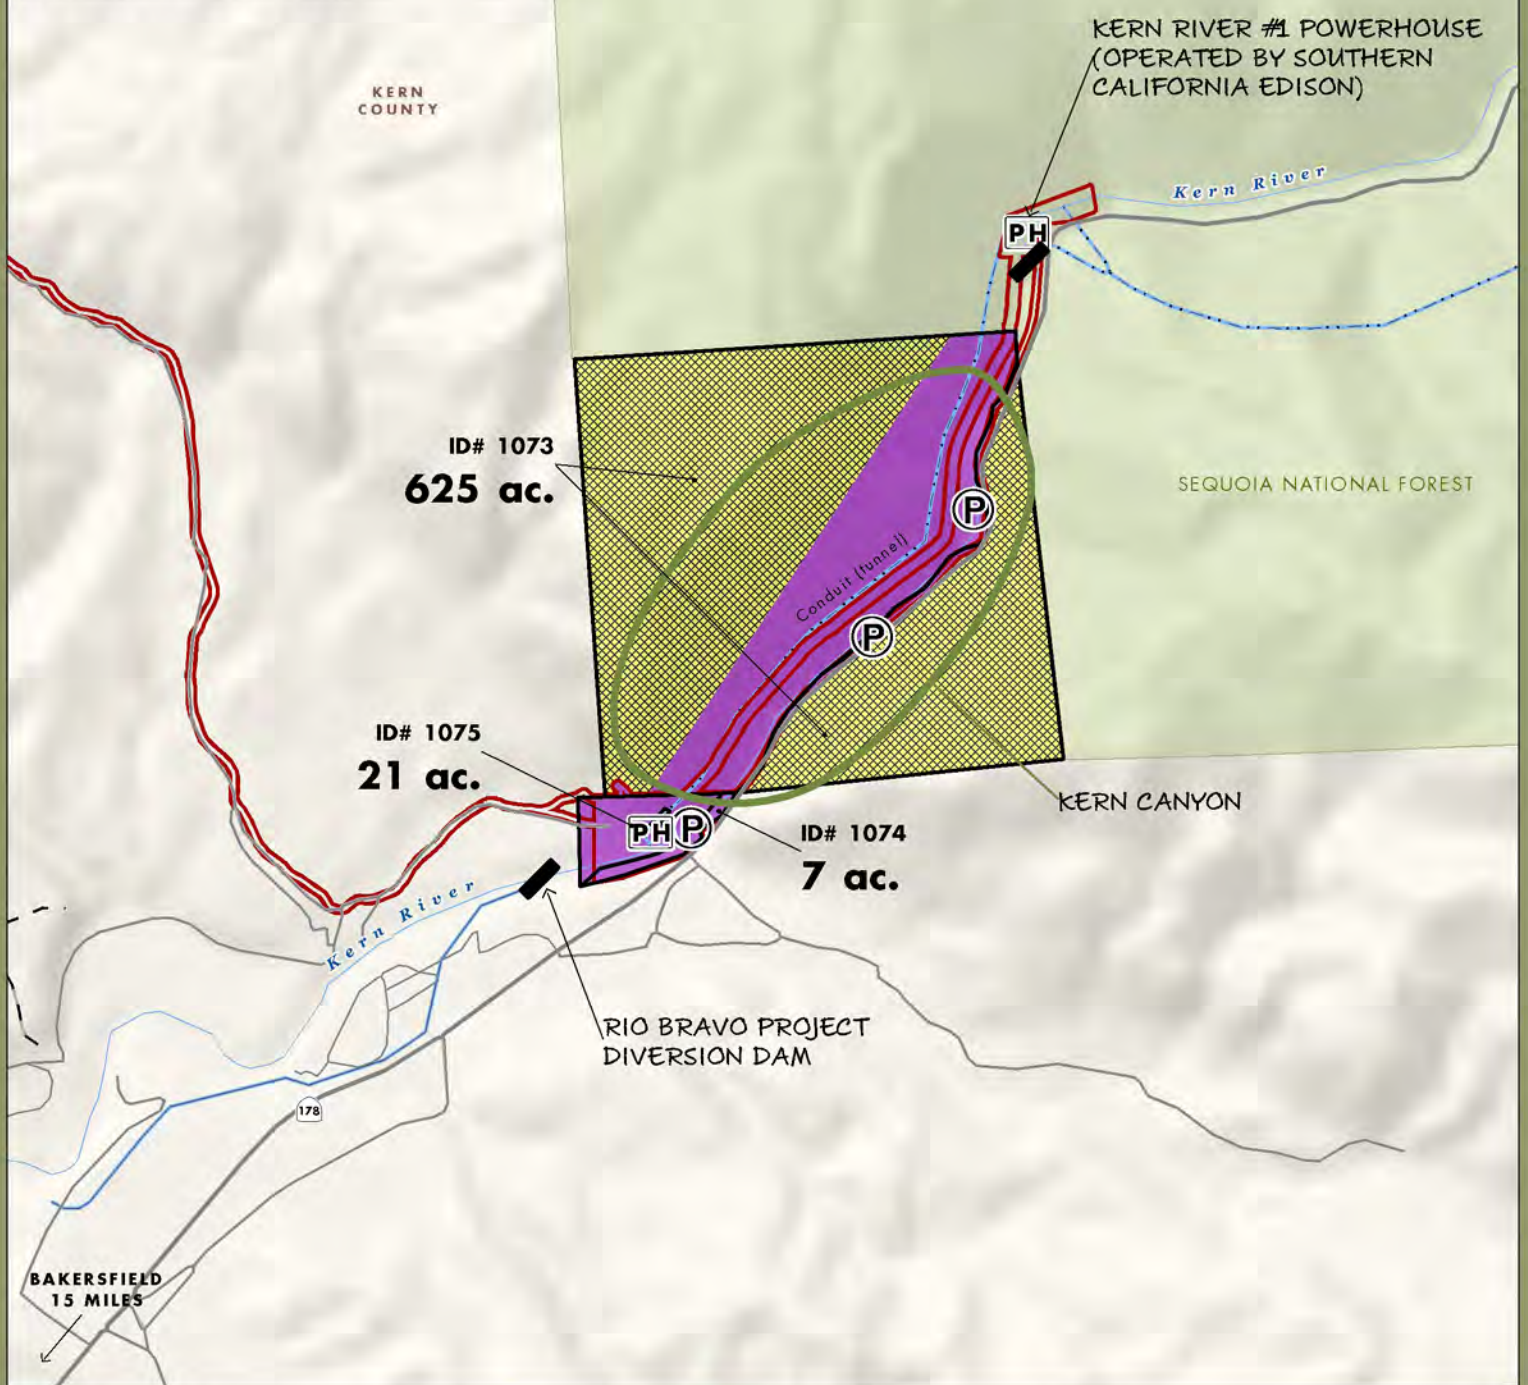 KERN RIVER #1 POWERHOUSE
(OPERATED BY SOUTHERN
CALIFORNIA EDISON)
KERN
COUNTY
Kern River
PH
ID# 1073
625 ac.
SEQUOIA NATIONAL FOREST
P
Conduit (tunnel)
P
ID# 1075
21 ac.
KERN CANYON
PH P
ID# 1074
7 ac.
Kern River
RIO BRAVO PROJECT
DIVERSION DAM
178
BAKERSFIELD
15 MILES